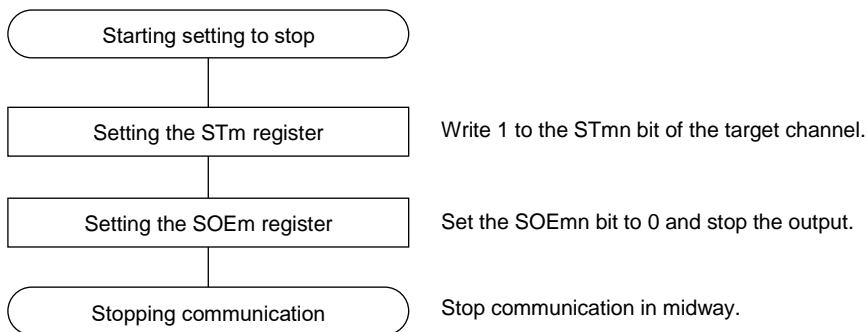 Starting setting to stop
Setting the STm register
Write 1 to the STmn bit of the target channel.
Setting the SOEm register
Set the SOEmn bit to 0 and stop the output.
Stopping communication
Stop communication in midway.